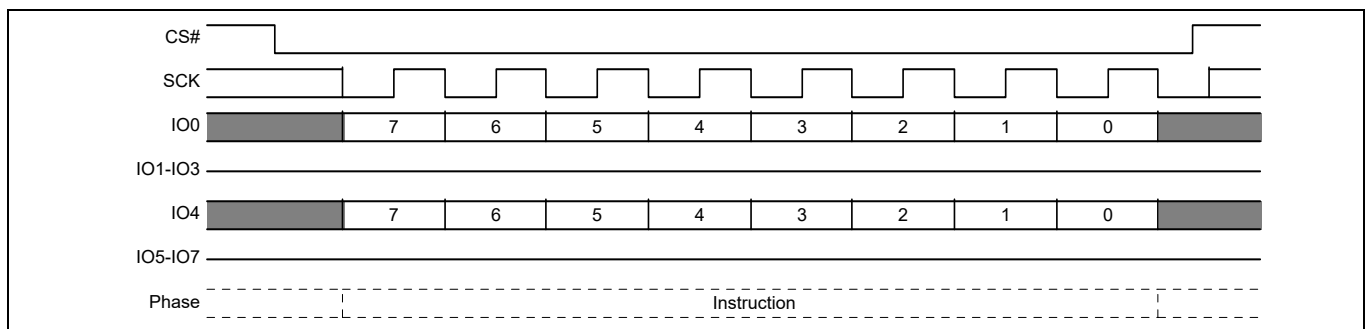 CS#
SCK
IO0 7 6 5 4 3 2 1 0
IO1-IO3
IO4 7 6 5 4 3 2 1 0
IO5-IO7
Phase Instruction